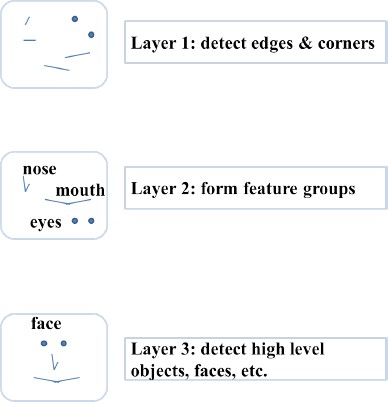 Layer 1: detect edges & corners
nose
mouth
eyes
Layer 2: form feature groups
face
Layer 3: detect high level
objects, faces, etc.